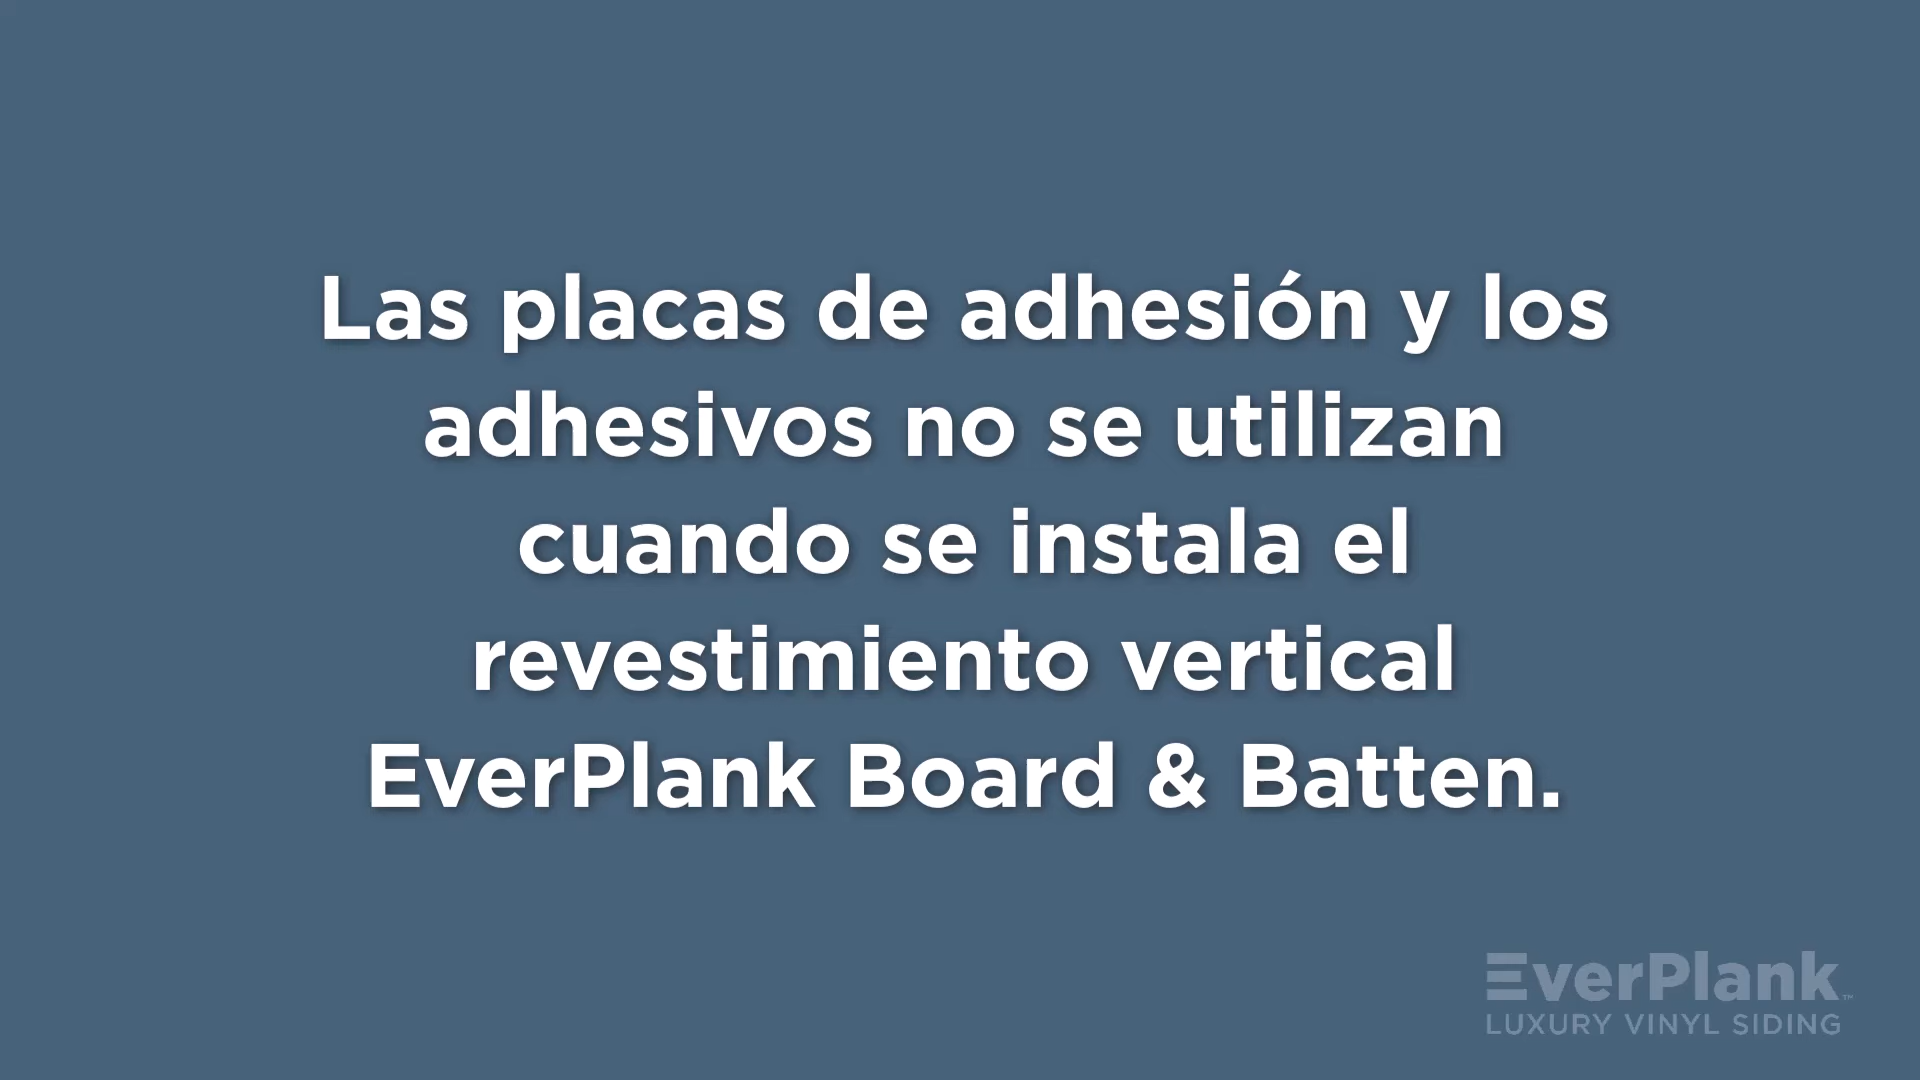 Las placas de adhesión y los
adhesivos no se utilizan
cuando se instala el
revestimiento vertical
EverPlank Board & Batten.
EverPlank™
LUXURY VINYL SIDING